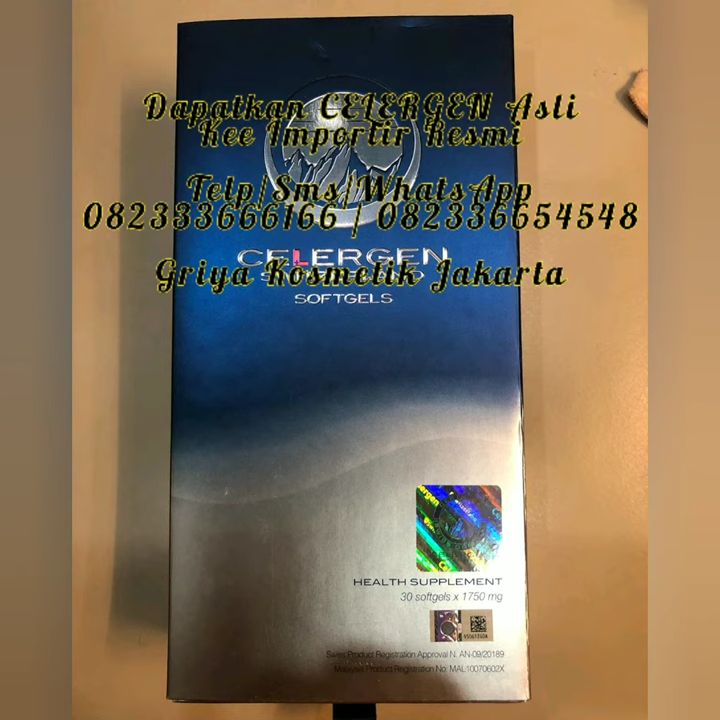 Dapatkan CELERGEN Asli
Kee Importir Resmi
Telp/Sms/WhatsApp
082333666166 / 082336654548
CELERGEN
Griya Kosmetik Jakarta
SOFTGELS
HEALTH SUPPLEMENT
30 softgels x 1750 mg
Swiss Product Registration Approval N. AN-09/20189
Malaysia Product Registration No: MAL10070602X